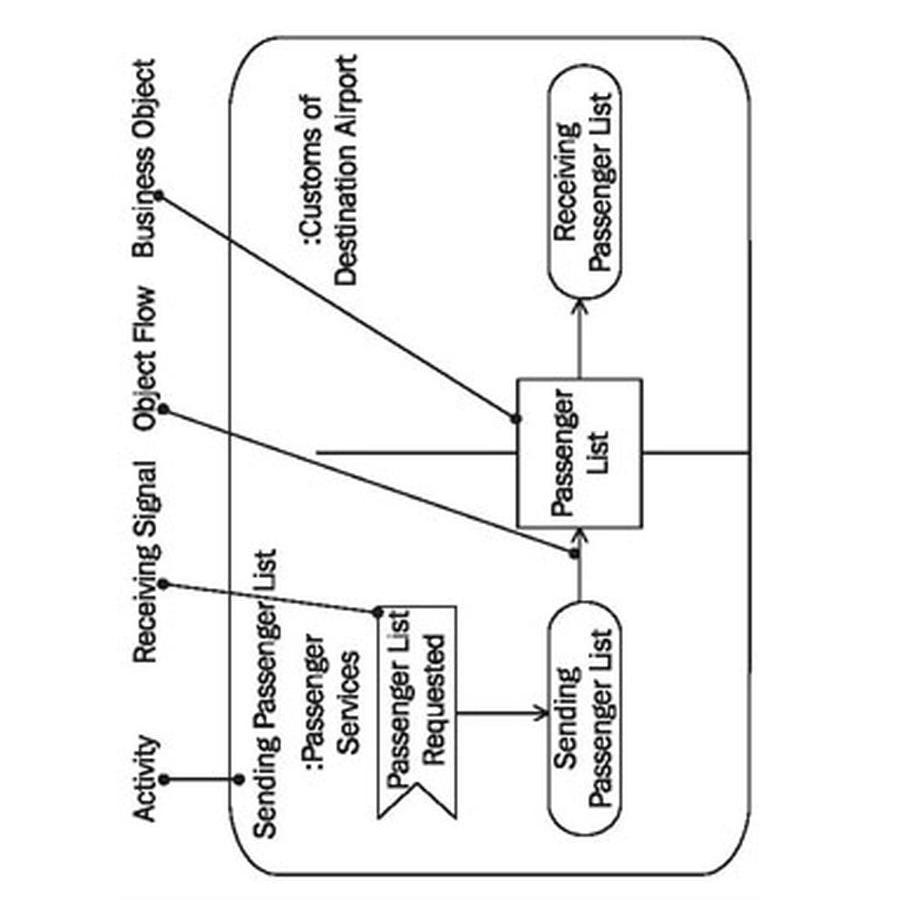 Activity
Receiving Signal
Object Flow
Business Object
Sending Passenger List
:Passenger
Services
:Customs of
Destination Airport
Passenger List
Requested
Sending
Passenger List
Passenger
List
Receiving
Passenger List